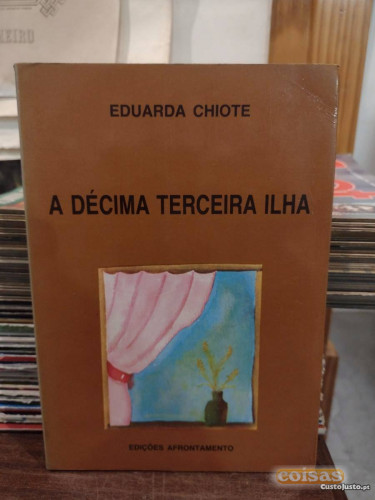 EDUARDA CHIOTE
A DÉCIMA TERCEIRA ILHA
EDIÇÕES AFRONTAMENTO
coisas
CustoJusto.pt